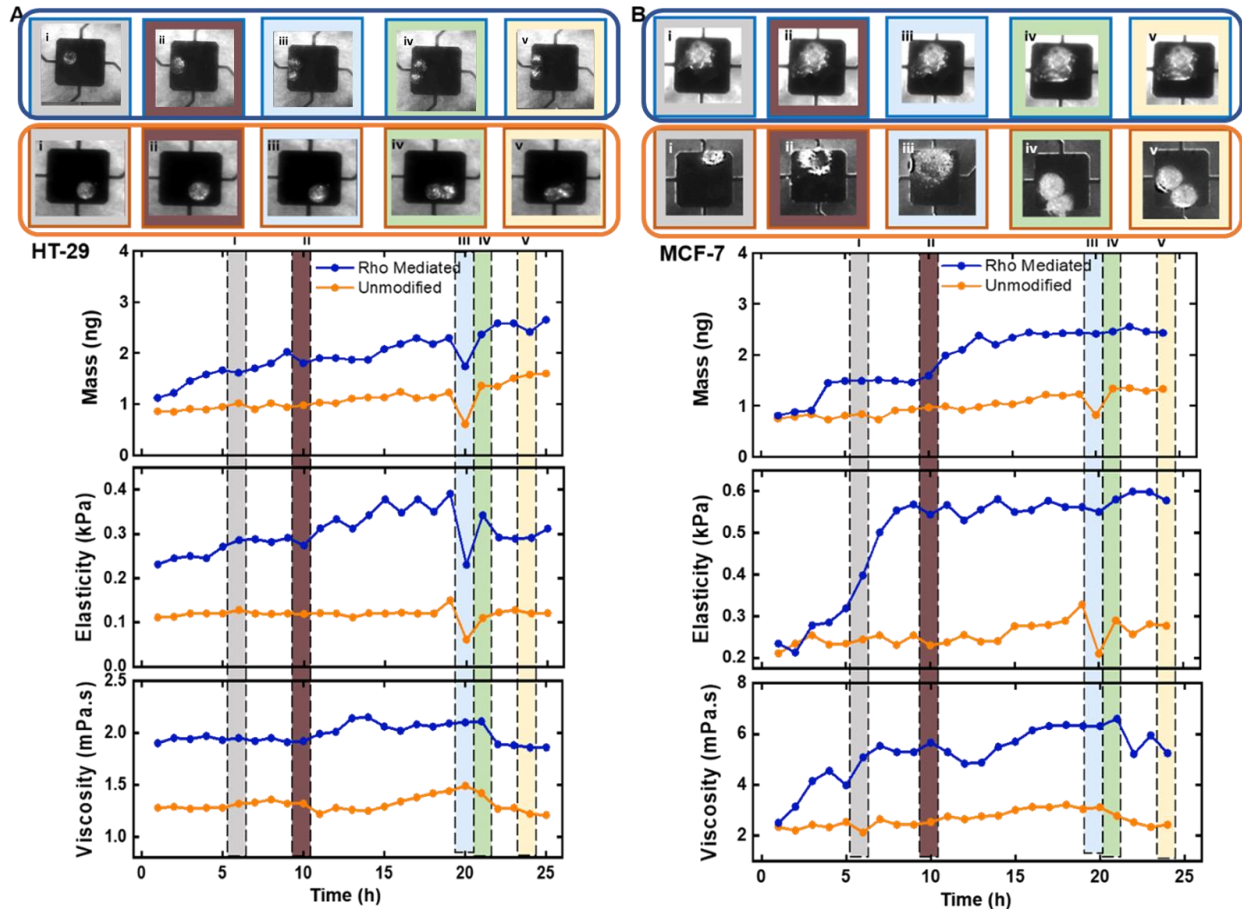 A
i
ii
iii
iv
v
i
ii
iii
iv
v
B
i
ii
iii
iv
v
i
ii
iii
iv
v
HT-29
i
ii
iii
iv
v
Rho Mediated
Unmodified
Mass (ng)
4
3
2
1
0
Elasticity (kPa)
0.4
0.3
0.2
0.1
0.0
Viscosity (mPa.s)
2.5
2.0
1.5
1.0
0 5 10 15 20 25
Time (h)
MCF-7
i
ii
iii
iv
v
Rho Mediated
Unmodified
Mass (ng)
4
3
2
1
0
Elasticity (kPa)
0.6
0.5
0.4
0.3
0.2
Viscosity (mPa.s)
8
6
4
2
0 5 10 15 20 25
Time (h)